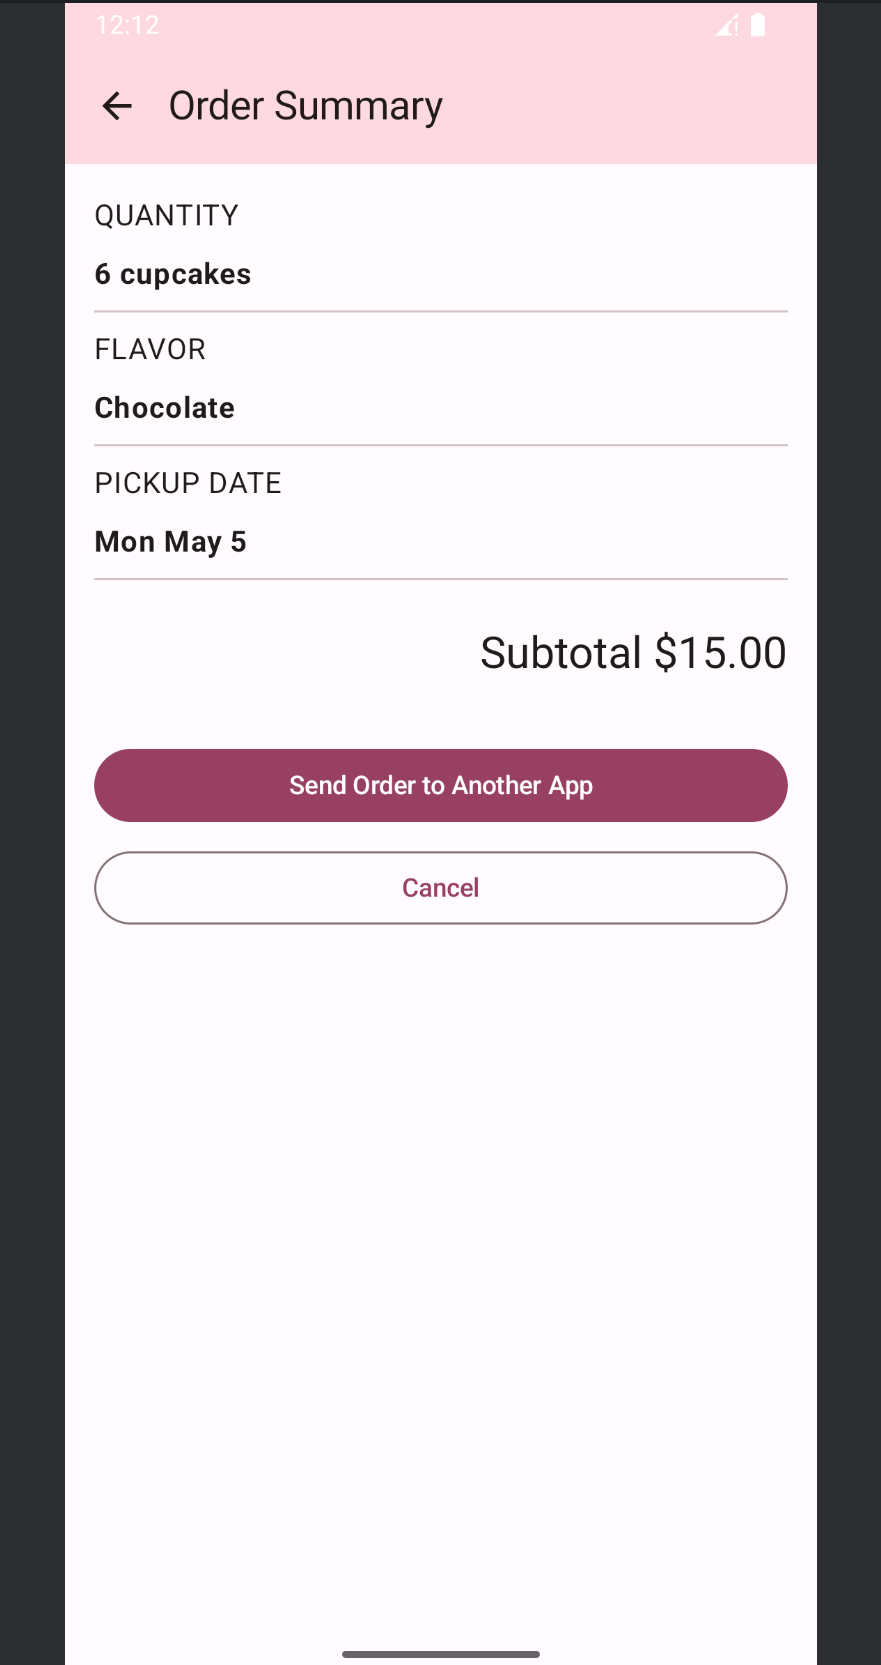 12:12
Order Summary
QUANTITY
6 cupcakes
FLAVOR
Chocolate
PICKUP DATE
Mon May 5
Subtotal $15.00
Send Order to Another App
Cancel